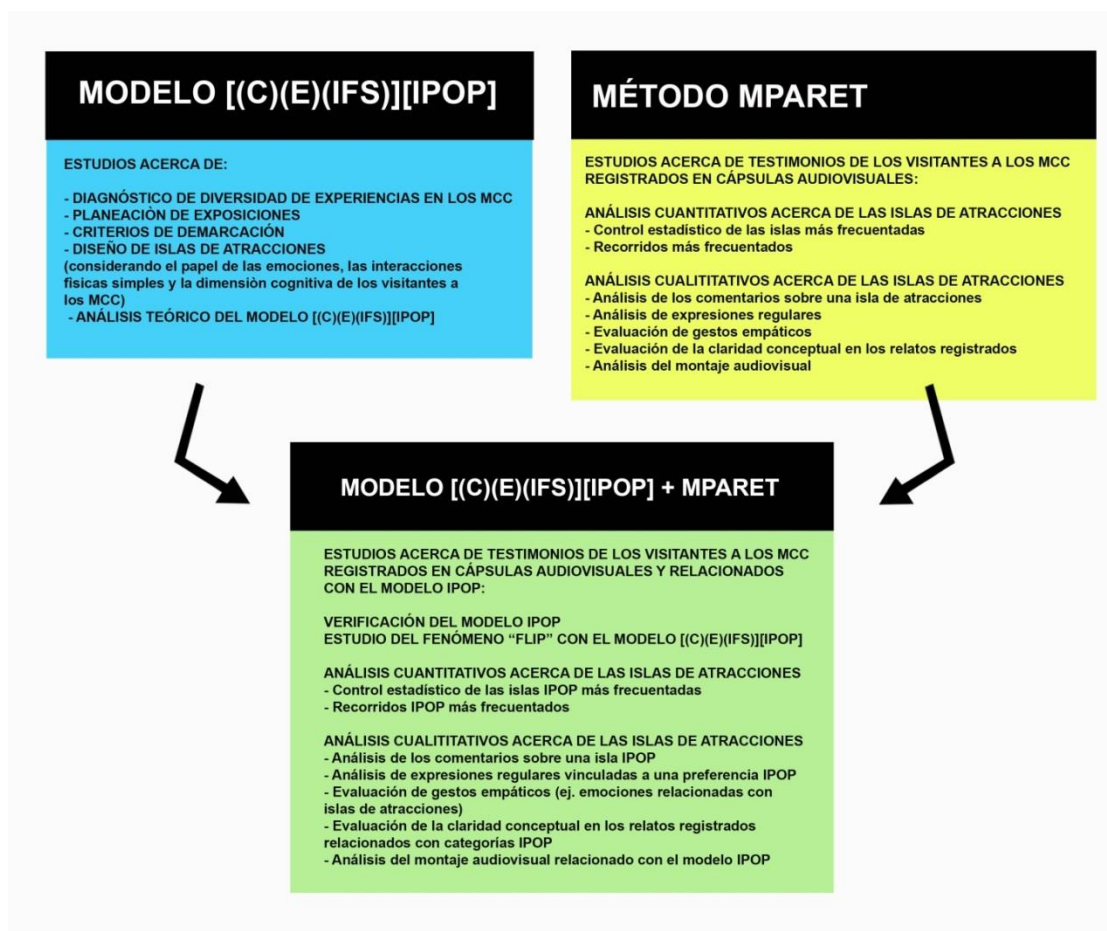 MODELO [(C)(E)(IFS)][IPOP]
ESTUDIOS ACERCA DE:
- DIAGNÓSTICO DE DIVERSIDAD DE EXPERIENCIAS EN LOS MCC
- PLANEACIÒN DE EXPOSICIONES
- CRITERIOS DE DEMARCACIÓN
- DISEÑO DE ISLAS DE ATRACCIONES
(considerando el papel de las emociones, las interacciones
físicas simples y la dimensiòn cognitiva de los visitantes a
los MCC)
- ANÁLISIS TEÓRICO DEL MODELO [(C)(E)(IFS)][IPOP]
MÉTODO MPARET
ESTUDIOS ACERCA DE TESTIMONIOS DE LOS VISITANTES A LOS MCC
REGISTRADOS EN CÁPSULAS AUDIOVISUALES:
ANÁLISIS CUANTITATIVOS ACERCA DE LAS ISLAS DE ATRACCIONES
- Control estadístico de las islas más frecuentadas
- Recorridos más frecuentados
ANÁLISIS CUALITITATIVOS ACERCA DE LAS ISLAS DE ATRACCIONES
- Análisis de los comentarios sobre una isla de atracciones
- Análisis de expresiones regulares
- Evaluación de gestos empáticos
- Evaluación de la claridad conceptual en los relatos registrados
- Análisis del montaje audiovisual
MODELO [(C)(E)(IFS)][IPOP] + MPARET
ESTUDIOS ACERCA DE TESTIMONIOS DE LOS VISITANTES A LOS MCC
REGISTRADOS EN CÁPSULAS AUDIOVISUALES Y RELACIONADOS
CON EL MODELO IPOP:
VERIFICACIÓN DEL MODELO IPOP
ESTUDIO DEL FENÓMENO “FLIP” CON EL MODELO [(C)(E)(IFS)][IPOP]
ANÁLISIS CUANTITATIVOS ACERCA DE LAS ISLAS DE ATRACCIONES
- Control estadístico de las islas IPOP más frecuentadas
- Recorridos IPOP más frecuentados
ANÁLISIS CUALITITATIVOS ACERCA DE LAS ISLAS DE ATRACCIONES
- Análisis de los comentarios sobre una isla IPOP
- Análisis de expresiones regulares vinculadas a una preferencia IPOP
- Evaluación de gestos empáticos (ej. emociones relacionadas con
islas de atracciones)
- Evaluación de la claridad conceptual en los relatos registrados
relacionados con categorías IPOP
- Análisis del montaje audiovisual relacionado con el modelo IPOP